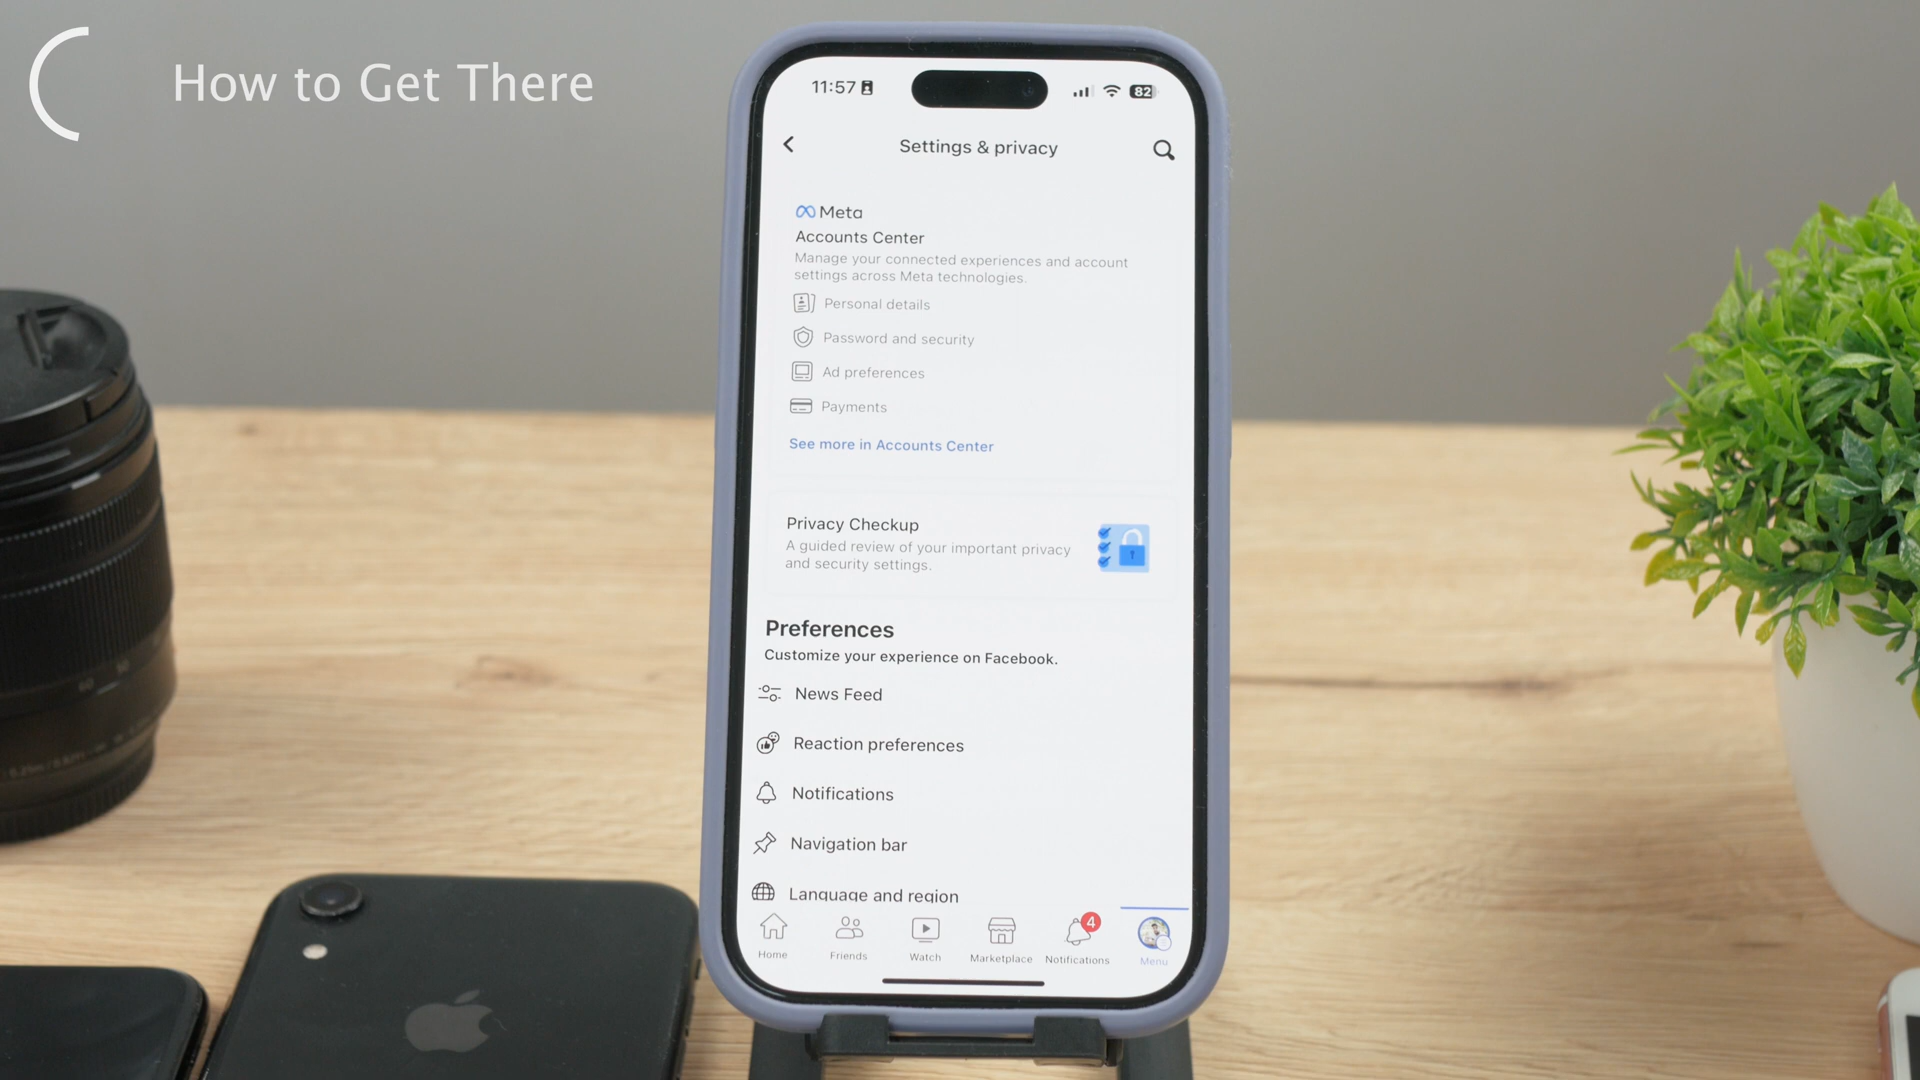 How to Get There
11:57
82
Settings & privacy
Meta
Accounts Center
Manage your connected experiences and account
settings across Meta technologies.
Personal details
Password and security
Ad preferences
Payments
See more in Accounts Center
Privacy Checkup
A guided review of your important privacy
and security settings.
Preferences
Customize your experience on Facebook.
News Feed
Reaction preferences
Notifications
Navigation bar
Language and region
4
Home
Friends
Watch
Marketplace
Notifications
Menu